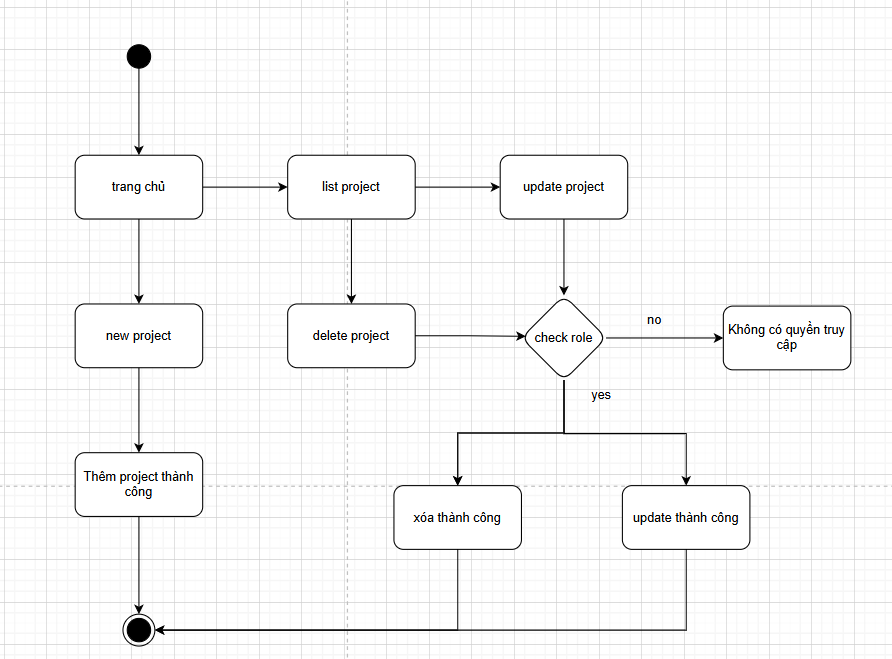 trang chủ
list project
update project
new project
delete project
check role
no
Không có quyền truy
cập
yes
Thêm project thành
công
xóa thành công
update thành công